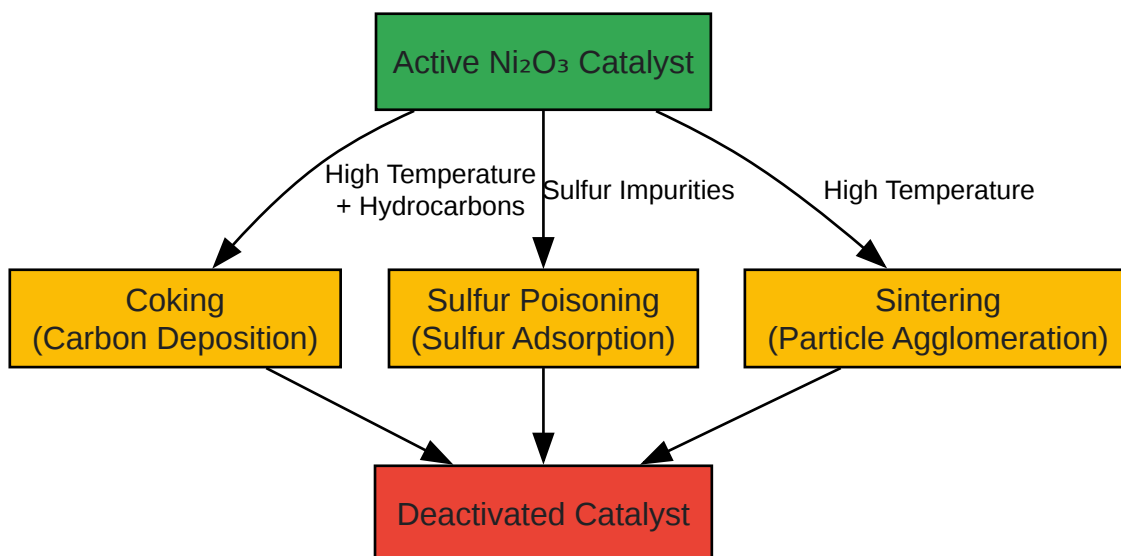 Active Ni₂O₃ Catalyst
High Temperature
+ Hydrocarbons
Sulfur Impurities
High Temperature
Coking
(Carbon Deposition)
Sulfur Poisoning
(Sulfur Adsorption)
Sintering
(Particle Agglomeration)
Deactivated Catalyst